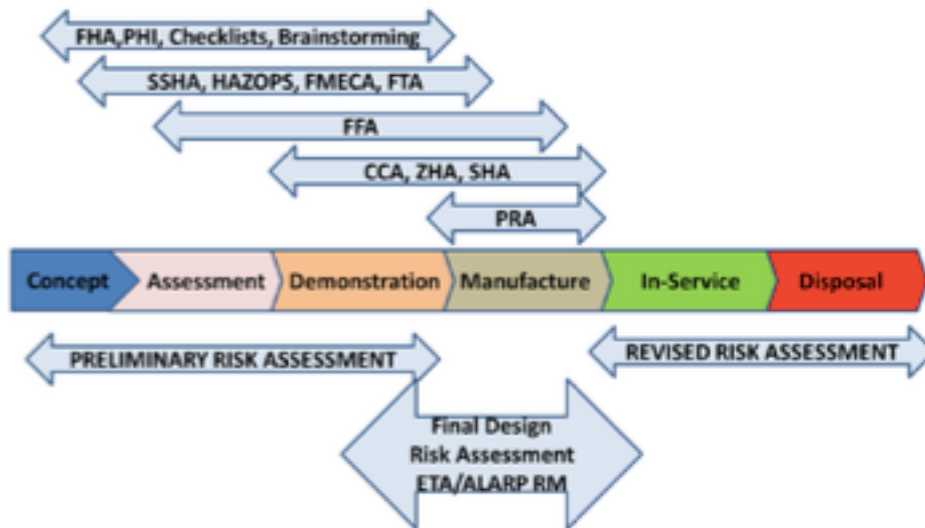 FHA,PHI, Checklists, Brainstorming
SSHA, HAZOPS, FMECA, FTA
FFA
CCA, ZHA, SHA
PRA
Concept Assessment Demonstration Manufacture In-Service Disposal
PRELIMINARY RISK ASSESSMENT REVISED RISK ASSESSMENT
Final Design
Risk Assessment
ETA/ALARP RM